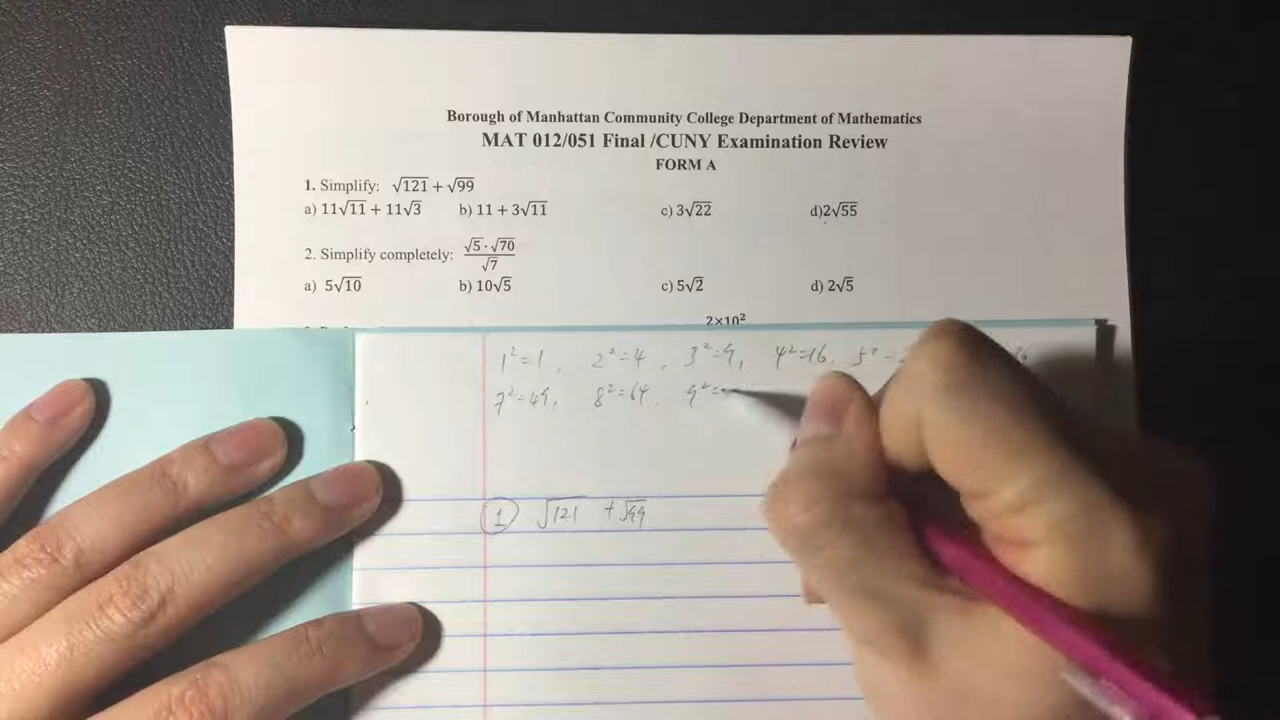 Borough of Manhattan Community College Department of Mathematics
MAT 012/051 Final /CUNY Examination Review
FORM A
1. Simplify: √121 + √99
a) 11√11 + 11√3 b) 11 + 3√11 c) 3√22 d)2√55
2. Simplify completely: (√5 · √70)/√7
a) 5√10 b) 10√5 c) 5√2 d) 2√5
2×10²
1²=1, 2²=4, 3²=9, 4²=16, 5²=
7²=49, 8²=64, 9²=
① √121 + √99